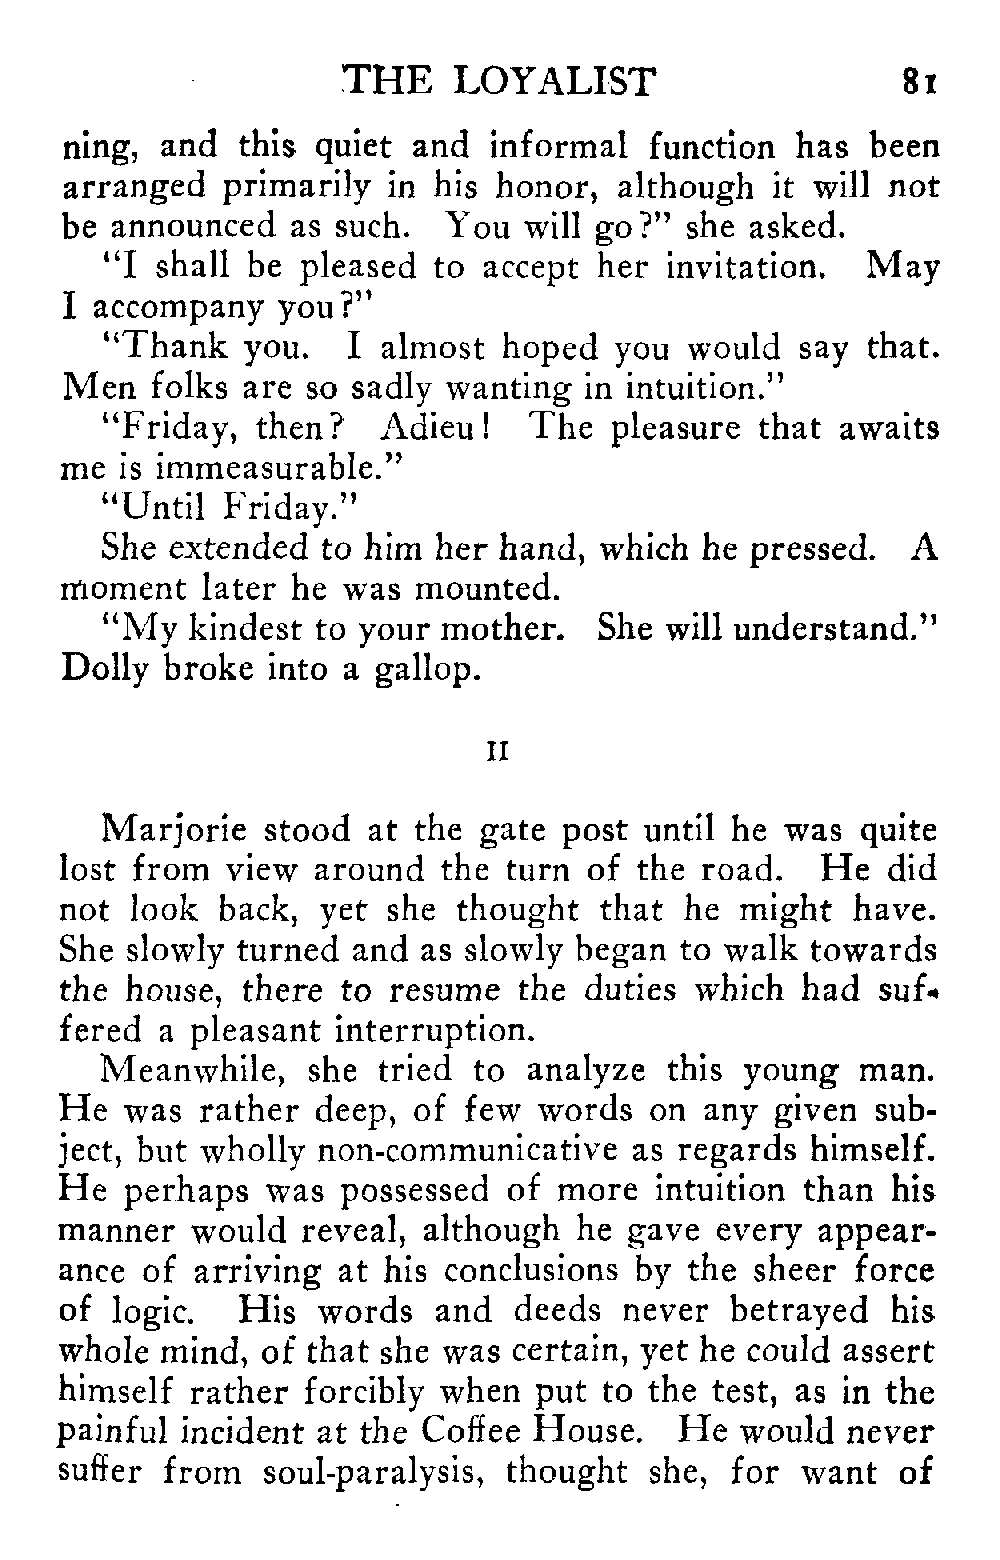 THE LOYALIST 81
ning, and this quiet and informal function has been
arranged primarily in his honor, although it will not
be announced as such. You will go?" she asked.
"I shall be pleased to accept her invitation. May
I accompany you?"
"Thank you. I almost hoped you would say that.
Men folks are so sadly wanting in intuition."
"Friday, then? Adieu! The pleasure that awaits
me is immeasurable."
"Until Friday."
She extended to him her hand, which he pressed. A
moment later he was mounted.
"My kindest to your mother. She will understand."
Dolly broke into a gallop.
II
Marjorie stood at the gate post until he was quite
lost from view around the turn of the road. He did
not look back, yet she thought that he might have.
She slowly turned and as slowly began to walk towards
the house, there to resume the duties which had suf-
fered a pleasant interruption.
Meanwhile, she tried to analyze this young man.
He was rather deep, of few words on any given sub-
ject, but wholly non-communicative as regards himself.
He perhaps was possessed of more intuition than his
manner would reveal, although he gave every appear-
ance of arriving at his conclusions by the sheer force
of logic. His words and deeds never betrayed his
whole mind, of that she was certain, yet he could assert
himself rather forcibly when put to the test, as in the
painful incident at the Coffee House. He would never
suffer from soul-paralysis, thought she, for want of